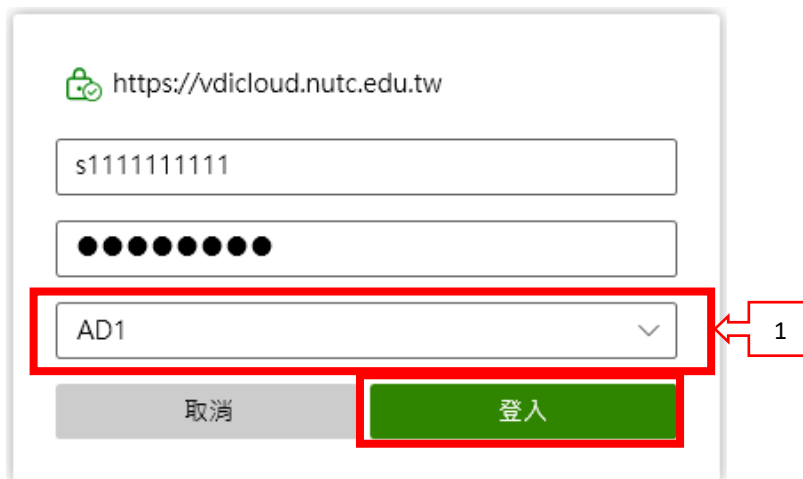 https://vdicloud.nutc.edu.tw
s1111111111
●●●●●●●●
AD1
1
取消
登入